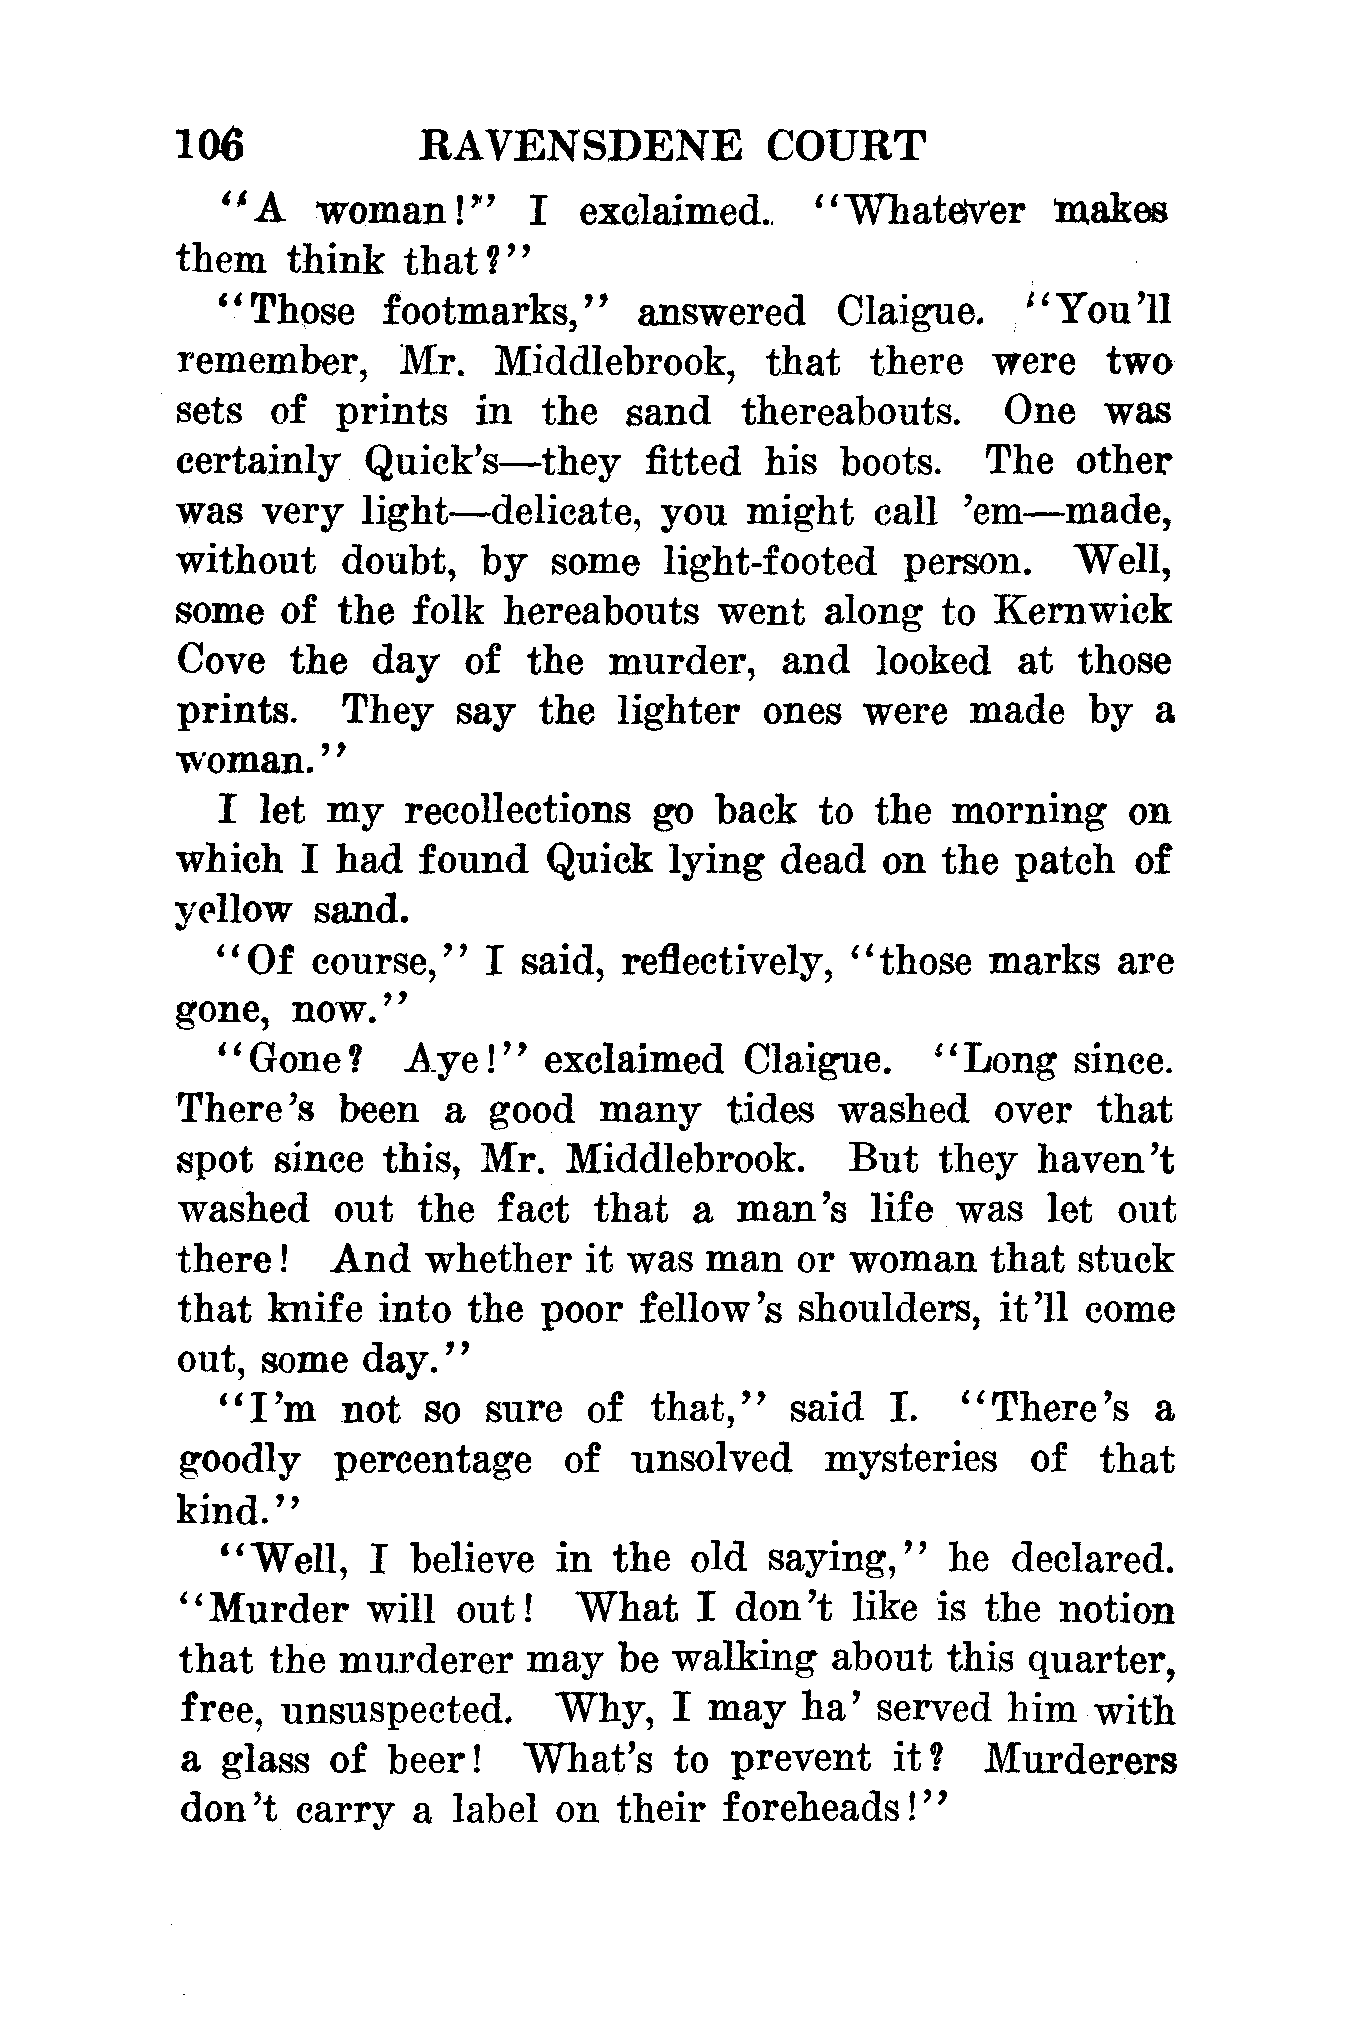 106 RAVENSDENE COURT
"A woman!" I exclaimed. "Whatever makes
them think that?"
"Those footmarks," answered Claigue. "You'll
remember, Mr. Middlebrook, that there were two
sets of prints in the sand thereabouts. One was
certainly Quick's—they fitted his boots. The other
was very light—delicate, you might call 'em—made,
without doubt, by some light-footed person. Well,
some of the folk hereabouts went along to Kernwick
Cove the day of the murder, and looked at those
prints. They say the lighter ones were made by a
woman."
I let my recollections go back to the morning on
which I had found Quick lying dead on the patch of
yellow sand.
"Of course," I said, reflectively, "those marks are
gone, now."
"Gone? Aye!" exclaimed Claigue. "Long since.
There's been a good many tides washed over that
spot since this, Mr. Middlebrook. But they haven't
washed out the fact that a man's life was let out
there! And whether it was man or woman that stuck
that knife into the poor fellow's shoulders, it'll come
out, some day."
"I'm not so sure of that," said I. "There's a
goodly percentage of unsolved mysteries of that
kind."
"Well, I believe in the old saying," he declared.
"Murder will out! What I don't like is the notion
that the murderer may be walking about this quarter,
free, unsuspected. Why, I may ha' served him with
a glass of beer! What's to prevent it? Murderers
don't carry a label on their foreheads!"